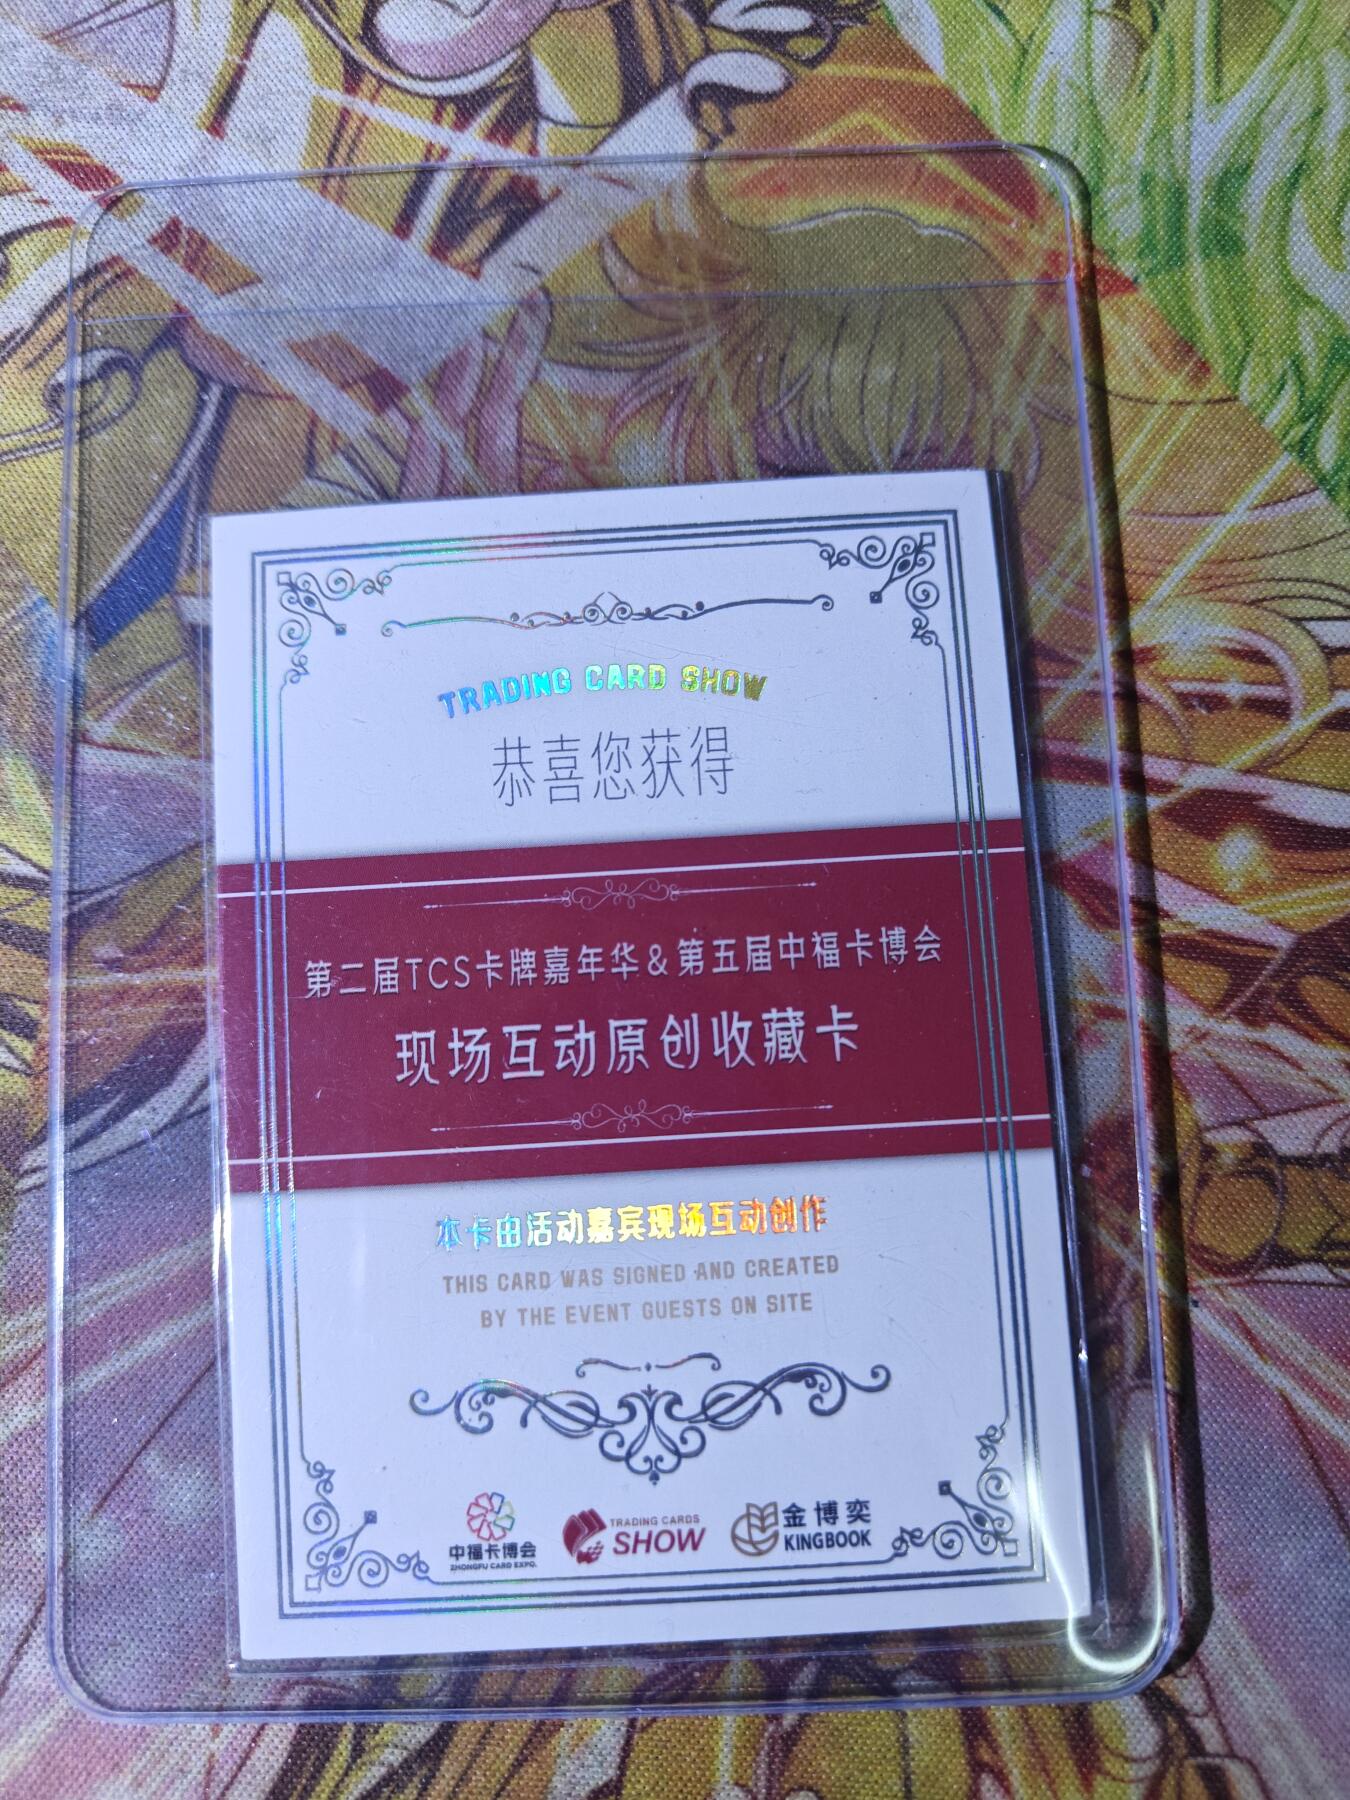 TRADING CARD SHOW
恭喜您获得
第二届TCS卡牌嘉年华&第五届中福卡博会
现场互动原创收藏卡
本卡由活动嘉宾现场互动创作
THIS CARD WAS SIGNED AND CREATED
BY THE EVENT GUESTS ON SITE
中福卡博会
ZHONGFU CARD EXPO.
TRADING CARDS
SHOW
金博奕
KINGBOOK